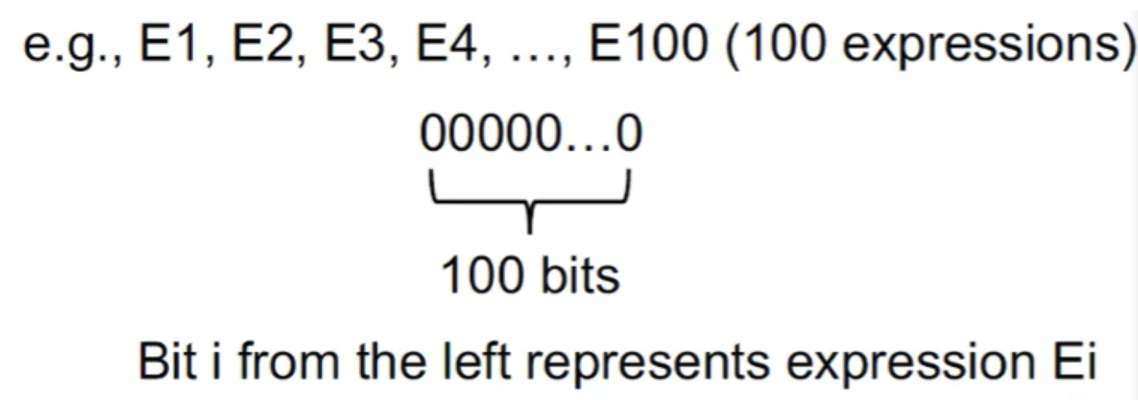 e.g., E1, E2, E3, E4, ..., E100 (100 expressions)
00000...0
100 bits
Bit i from the left represents expression Ei